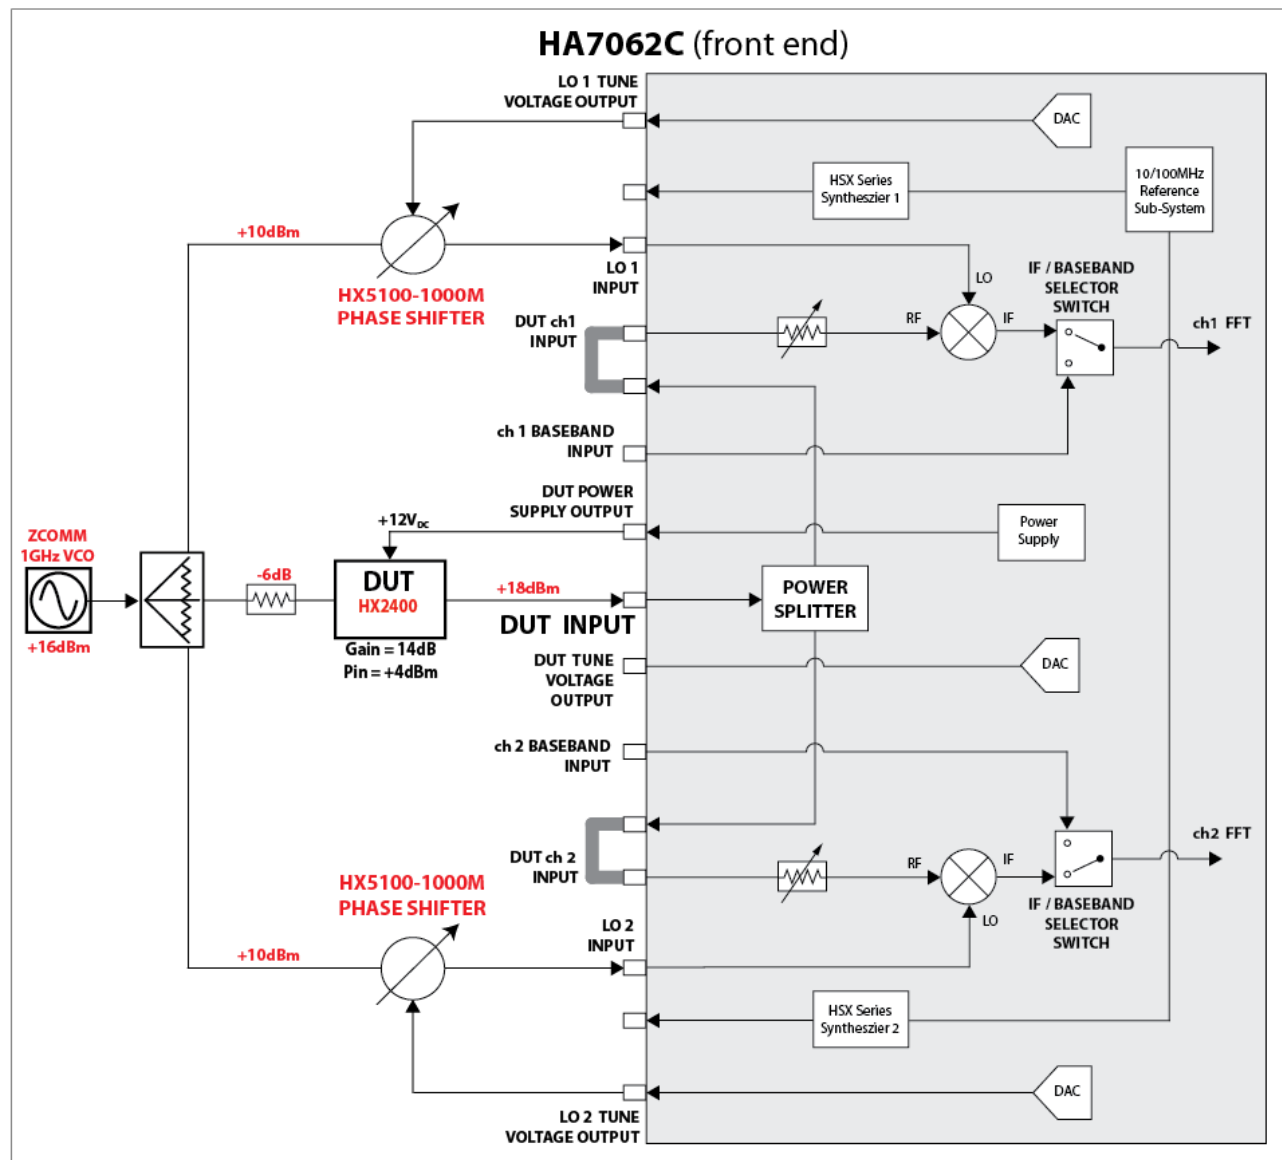 HA7062C (front end)
LO 1 TUNE
VOLTAGE OUTPUT
DAC
HSX Series
Syntheszier 1
10/100MHz
Reference
Sub-System
+10dBm
HX5100-1000M
PHASE SHIFTER
LO 1
INPUT
LO
IF / BASEBAND
SELECTOR
SWITCH
DUT ch1
INPUT
RF
IF
ch1 FFT
ch 1 BASEBAND
INPUT
DUT POWER
SUPPLY OUTPUT
+12VDC
Power
Supply
ZCOMM
1GHz VCO
+16dBm
-6dB
DUT
HX2400
Gain = 14dB
Pin = +4dBm
+18dBm
DUT INPUT
POWER
SPLITTER
DUT TUNE
VOLTAGE
OUTPUT
DAC
ch 2 BASEBAND
INPUT
DUT ch 2
INPUT
RF
IF
LO
ch2 FFT
IF / BASEBAND
SELECTOR
SWITCH
HX5100-1000M
PHASE SHIFTER
+10dBm
LO 2
INPUT
HSX Series
Syntheszier 2
DAC
LO 2 TUNE
VOLTAGE OUTPUT